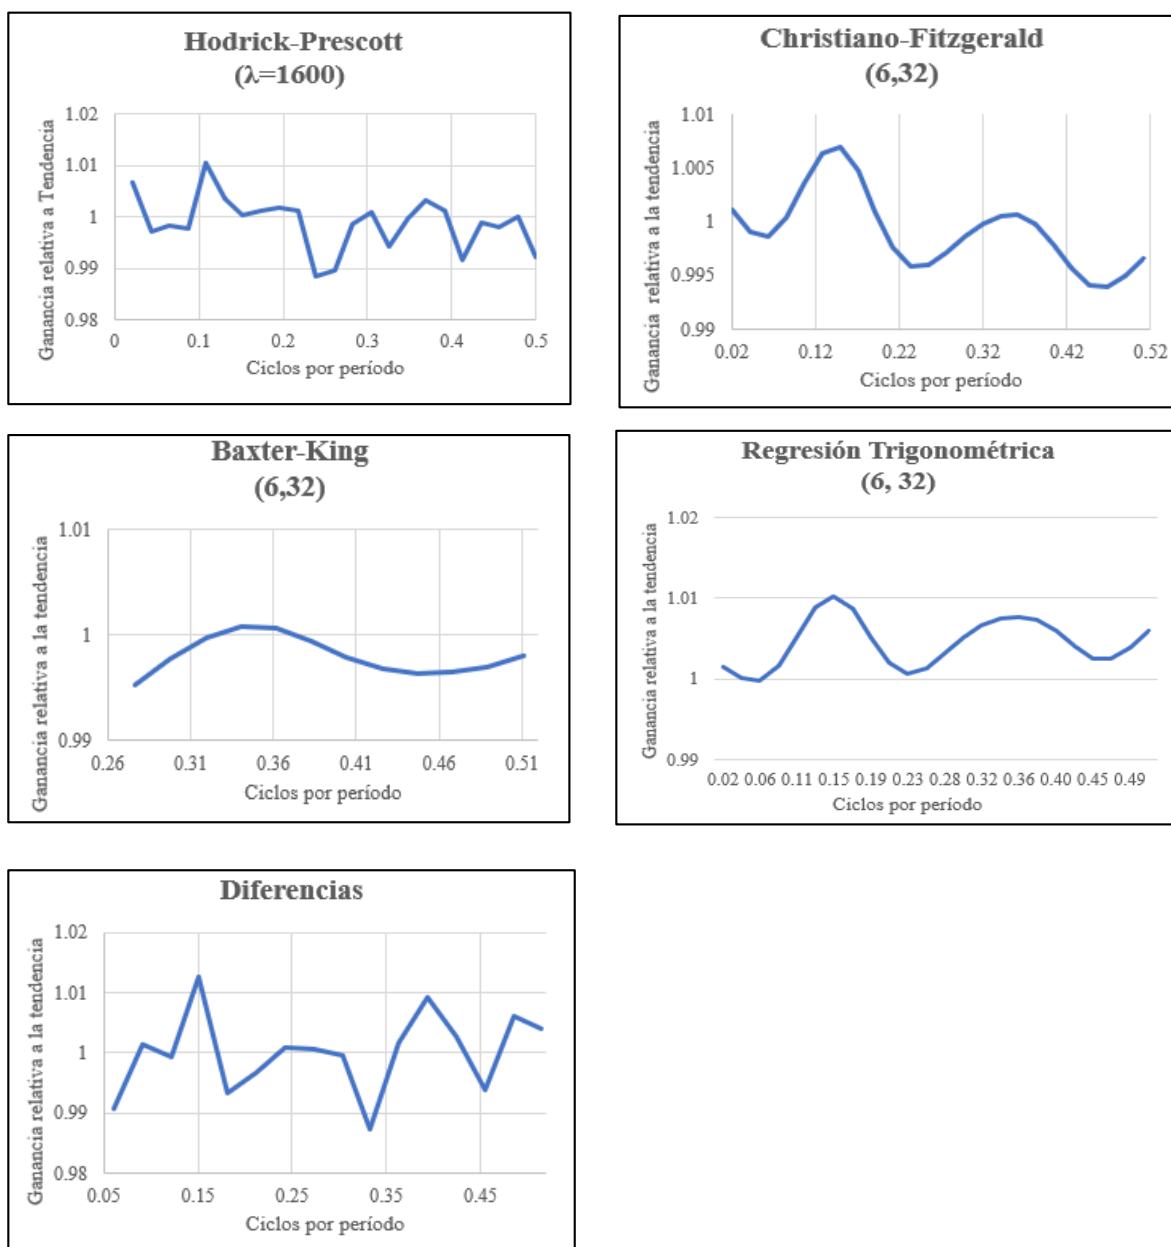 Hodrick-Prescott
(λ=1600)
Ganancia relativa a Tendencia
1.02
1.01
1
0.99
0.98
0 0.1 0.2 0.3 0.4 0.5
Ciclos por período
Christiano-Fitzgerald
(6,32)
Ganancia relativa a la tendencia
1.01
1.005
1
0.995
0.99
0.02 0.12 0.22 0.32 0.42 0.52
Ciclos por período
Baxter-King
(6,32)
Ganancia relativa a la tendencia
1.01
1
0.99
0.26 0.31 0.36 0.41 0.46 0.51
Ciclos por período
Regresión Trigonométrica
(6, 32)
Ganancia relativa a la tendencia
1.02
1.01
1
0.99
0.02 0.06 0.11 0.15 0.19 0.23 0.28 0.32 0.36 0.40 0.45 0.49
Ciclos por período
Diferencias
Ganancia relativa a la tendencia
1.02
1.01
1
0.99
0.98
0.05 0.15 0.25 0.35 0.45
Ciclos por período